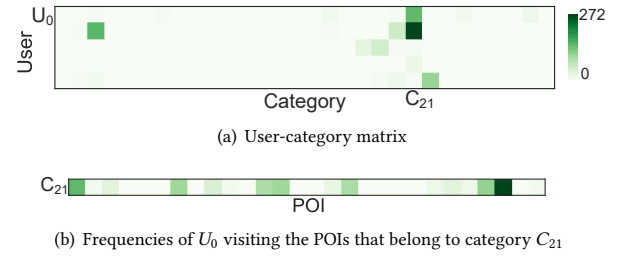 U₀
272
User
0
Category
C₂₁
(a) User-category matrix
C₂₁
POI
(b) Frequencies of U₀ visiting the POIs that belong to category C₂₁